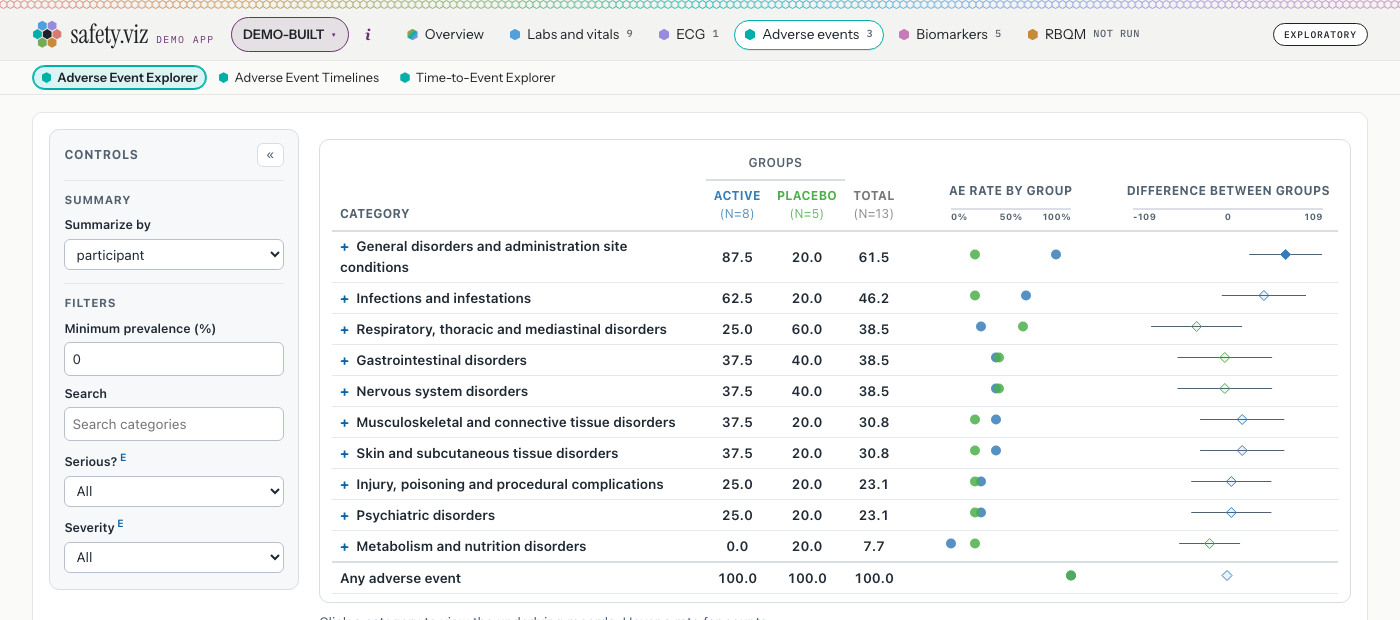 safety.viz DEMO APP DEMO-BUILT i Overview Labs and vitals 9 ECG 1 Adverse events 3 Biomarkers 5 RBQM NOT RUN EXPLORATORY
Adverse Event Explorer Adverse Event Timelines Time-to-Event Explorer
CONTROLS «
SUMMARY
Summarize by
participant
FILTERS
Minimum prevalence (%)
0
Search
Search categories
Serious? E
All
Severity E
All
GROUPS
CATEGORY ACTIVE PLACEBO TOTAL AE RATE BY GROUP DIFFERENCE BETWEEN GROUPS
(N=8) (N=5) (N=13) 0% 50% 100% -109 0 109
+ General disorders and administration site
conditions 87.5 20.0 61.5
+ Infections and infestations 62.5 20.0 46.2
+ Respiratory, thoracic and mediastinal disorders 25.0 60.0 38.5
+ Gastrointestinal disorders 37.5 40.0 38.5
+ Nervous system disorders 37.5 40.0 38.5
+ Musculoskeletal and connective tissue disorders 37.5 20.0 30.8
+ Skin and subcutaneous tissue disorders 37.5 20.0 30.8
+ Injury, poisoning and procedural complications 25.0 20.0 23.1
+ Psychiatric disorders 25.0 20.0 23.1
+ Metabolism and nutrition disorders 0.0 20.0 7.7
Any adverse event 100.0 100.0 100.0